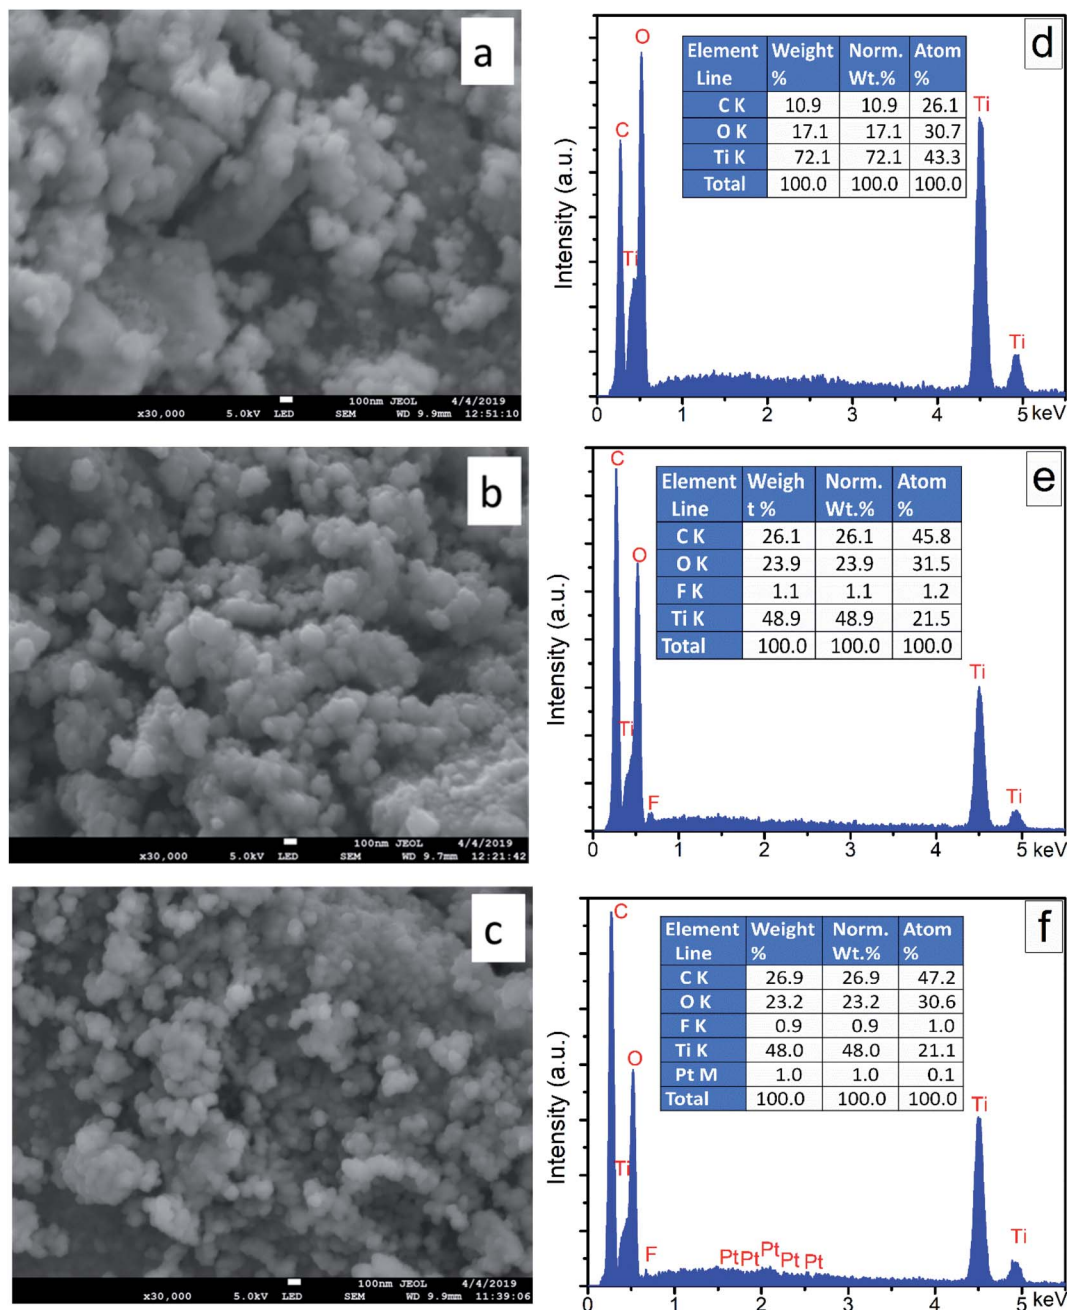 a
100nm JEOL 4/4/2019
x30,000 5.0kV LED SEM WD 9.9mm 12:51:10
d
Intensity (a.u.)
C
Ti
O
Ti
Ti
Element Line Weight % Norm. Wt.% Atom %
C K 10.9 10.9 26.1
O K 17.1 17.1 30.7
Ti K 72.1 72.1 43.3
Total 100.0 100.0 100.0
0 1 2 3 4 5 keV
b
100nm JEOL 4/4/2019
x30,000 5.0kV LED SEM WD 9.7mm 12:21:42
e
Intensity (a.u.)
C
Ti
O
F
Ti
Ti
Element Line Weigh t % Norm. Wt.% Atom %
C K 26.1 26.1 45.8
O K 23.9 23.9 31.5
F K 1.1 1.1 1.2
Ti K 48.9 48.9 21.5
Total 100.0 100.0 100.0
0 1 2 3 4 5 keV
c
100nm JEOL 4/4/2019
x30,000 5.0kV LED SEM WD 9.9mm 11:39:06
f
Intensity (a.u.)
C
Ti
O
F
Pt Pt Pt Pt Pt
Ti
Ti
Element Line Weight % Norm. Wt.% Atom %
C K 26.9 26.9 47.2
O K 23.2 23.2 30.6
F K 0.9 0.9 1.0
Ti K 48.0 48.0 21.1
Pt M 1.0 1.0 0.1
Total 100.0 100.0 100.0
0 1 2 3 4 5 keV